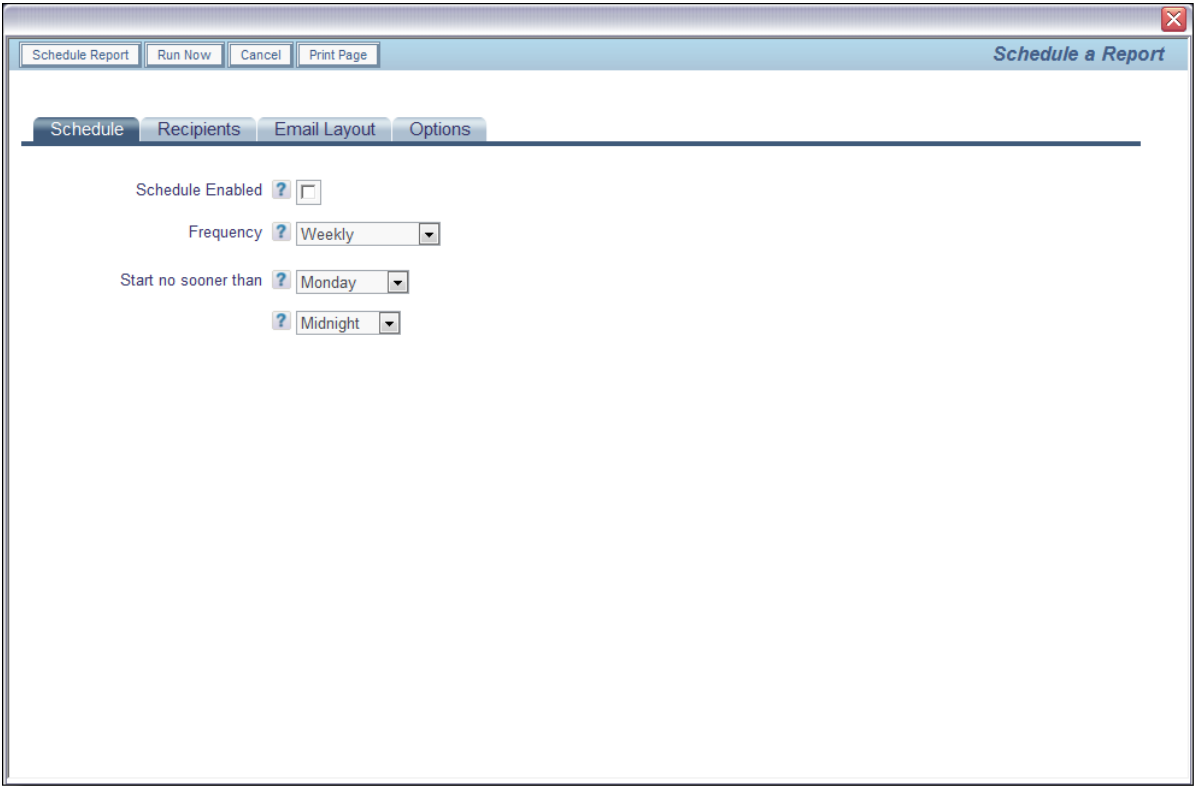 Schedule Report Run Now Cancel Print Page Schedule a Report
Schedule Recipients Email Layout Options
Schedule Enabled ?
Frequency ? Weekly
Start no sooner than ? Monday
? Midnight